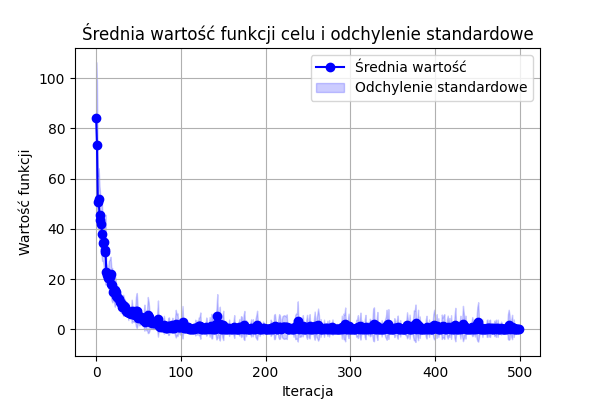 Średnia wartość funkcji celu i odchylenie standardowe
Średnia wartość
Odchylenie standardowe
Wartość funkcji
100
80
60
40
20
0
0 100 200 300 400 500
Iteracja